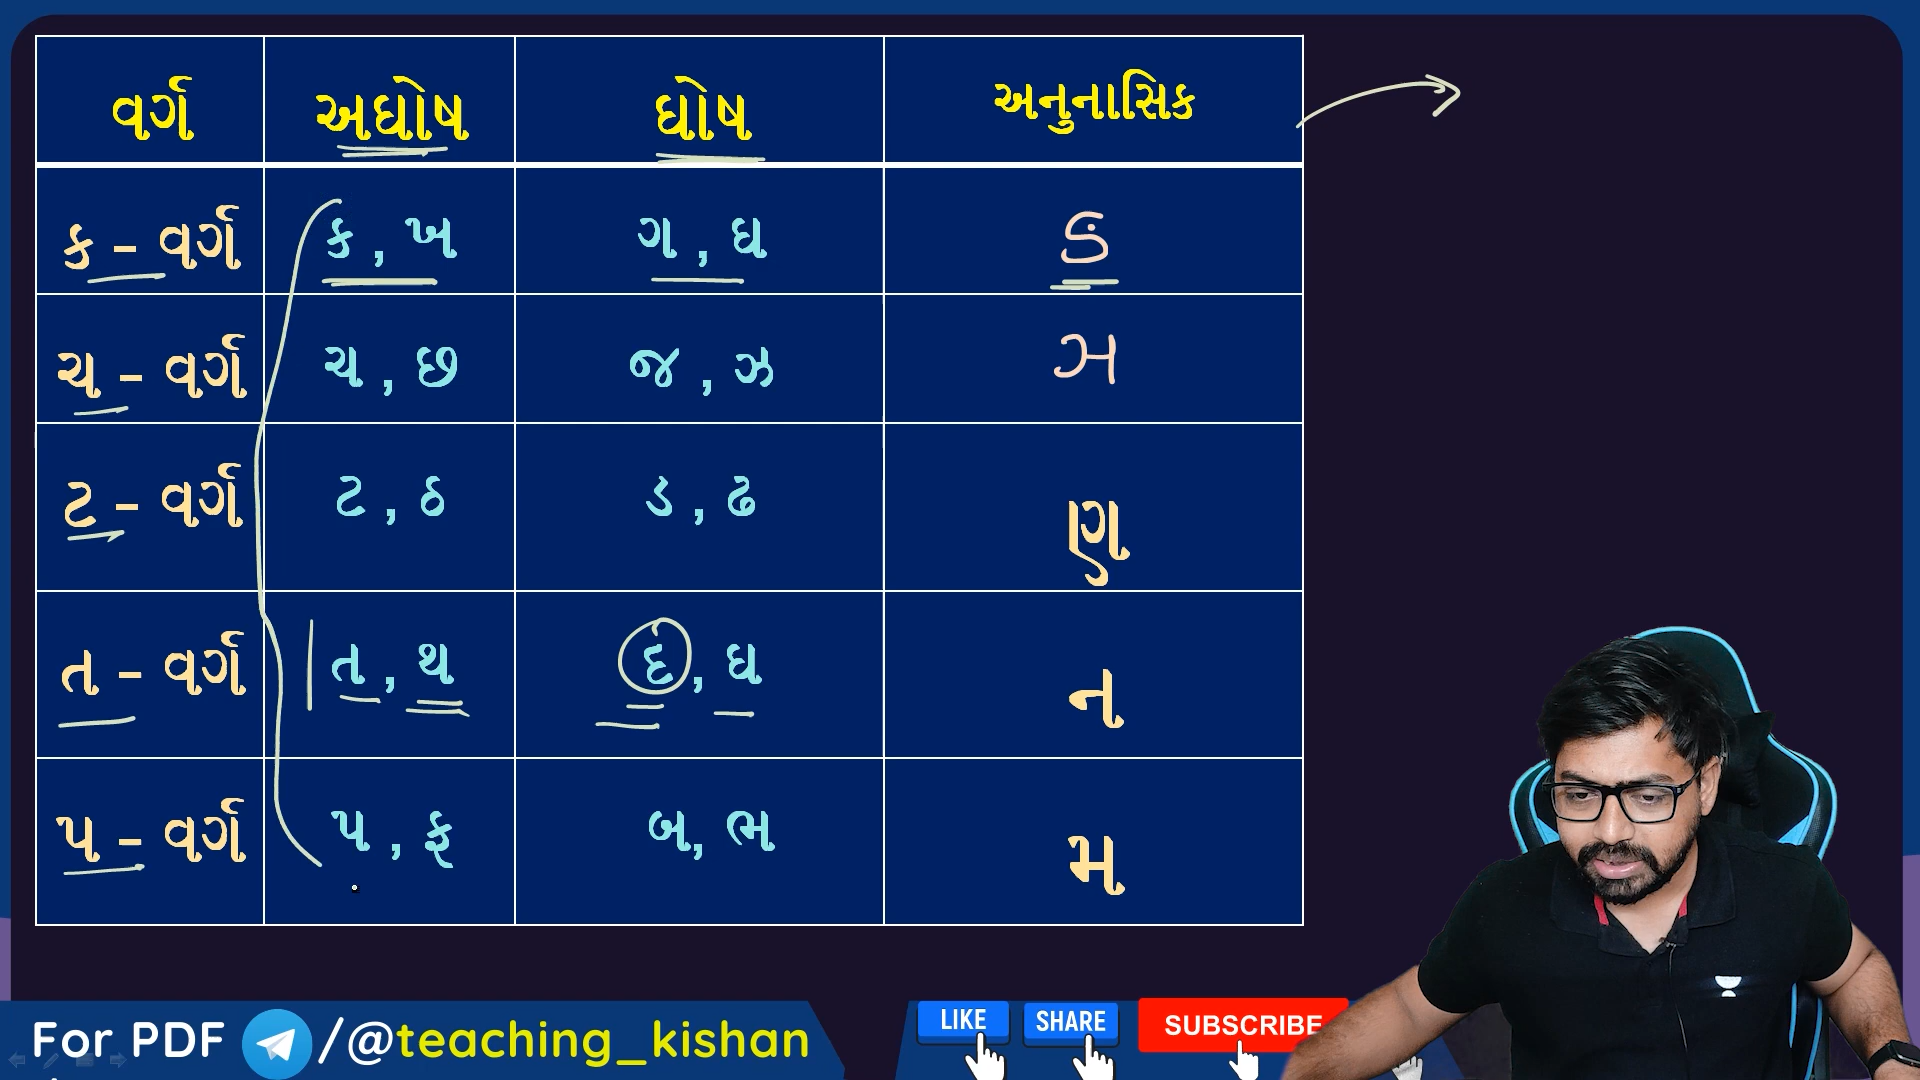 વર્ગ અઘોષ ઘોષ અનુનાસિક
ક – વર્ગ ક , ખ ગ , ઘ ઙ
ચ – વર્ગ ચ , છ જ , ઝ ઞ
ટ – વર્ગ ટ , ઠ ડ , ઢ ણ
ત – વર્ગ ત , થ દ , ધ ન
પ – વર્ગ પ , ફ બ, ભ મ
For PDF /@teaching_kishan
LIKE SHARE SUBSCRIBE